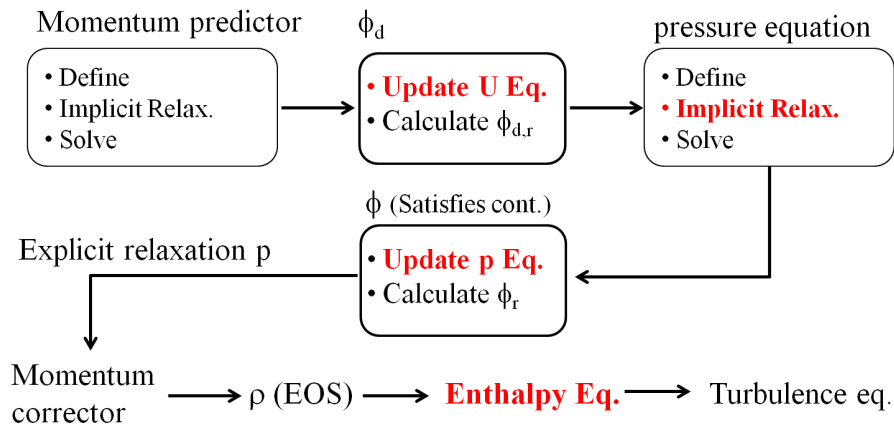 Momentum predictor
• Define
• Implicit Relax.
• Solve
ϕd
• Update U Eq.
• Calculate ϕd,r
pressure equation
• Define
• Implicit Relax.
• Solve
ϕ (Satisfies cont.)
• Update p Eq.
• Calculate ϕr
Explicit relaxation p
Momentum
corrector
ρ (EOS)
Enthalpy Eq.
Turbulence eq.